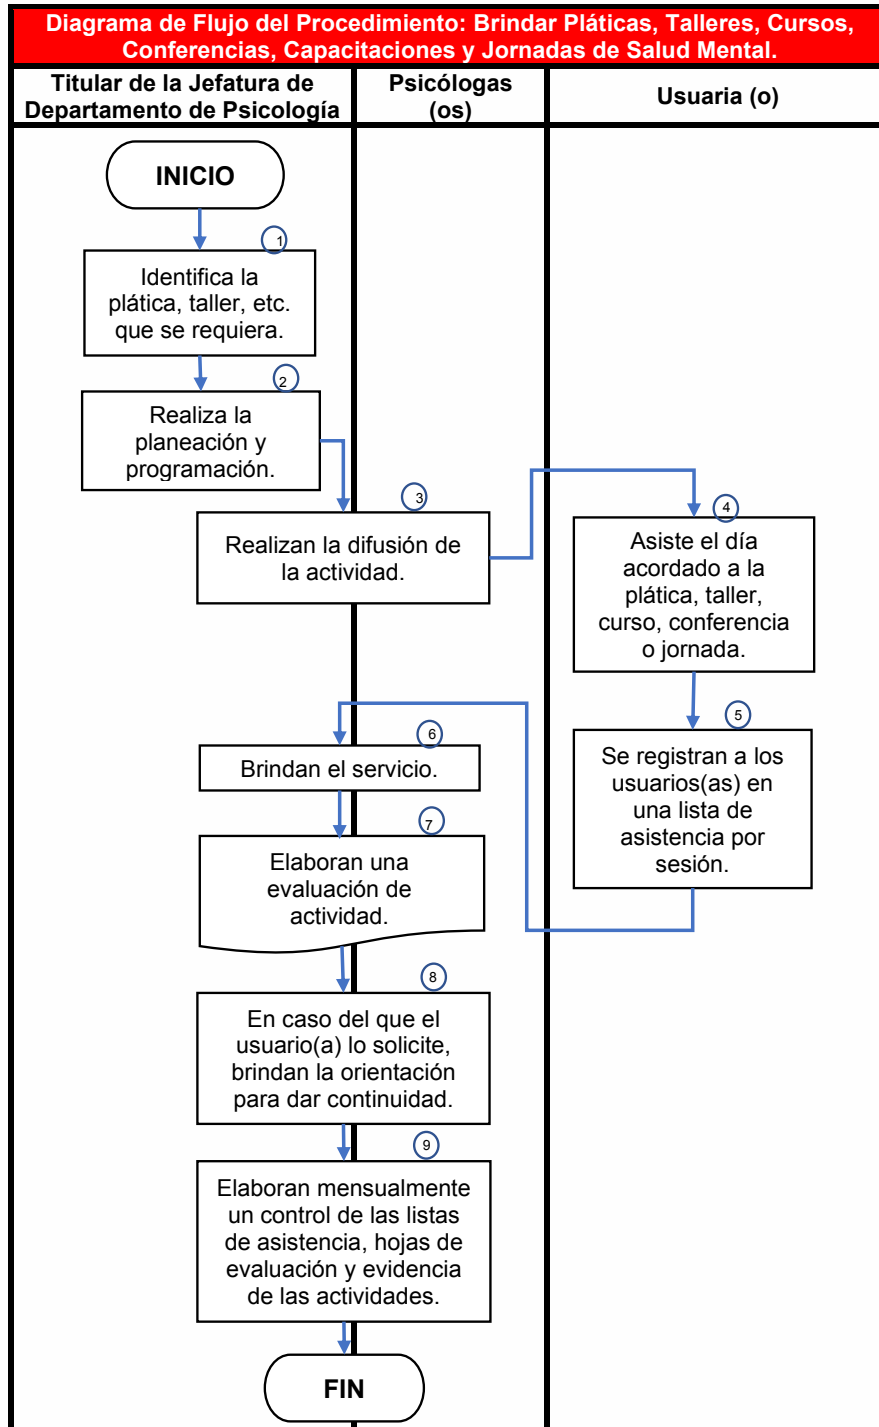 Diagrama de Flujo del Procedimiento: Brindar Pláticas, Talleres, Cursos,
Conferencias, Capacitaciones y Jornadas de Salud Mental.
Titular de la Jefatura de
Departamento de Psicología
Psicólogas
(os)
Usuaria (o)
INICIO
1
Identifica la
plática, taller, etc.
que se requiera.
2
Realiza la
planeación y
programación.
3
Realizan la difusión de
la actividad.
4
Asiste el día
acordado a la
plática, taller,
curso, conferencia
o jornada.
5
Se registran a los
usuarios(as) en
una lista de
asistencia por
sesión.
6
Brindan el servicio.
7
Elaboran una
evaluación de
actividad.
8
En caso del que el
usuario(a) lo solicite,
brindan la orientación
para dar continuidad.
9
Elaboran mensualmente
un control de las listas
de asistencia, hojas de
evaluación y evidencia
de las actividades.
FIN